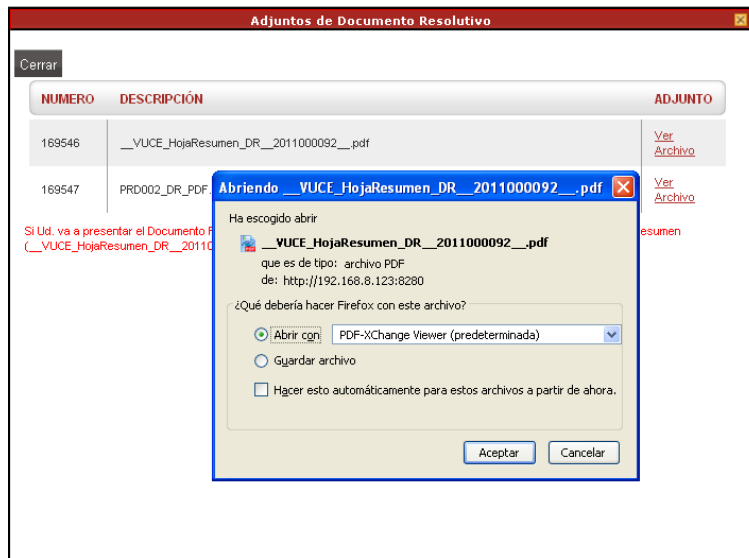 Adjuntos de Documento Resolutivo
Cerrar
NUMERO DESCRIPCIÓN ADJUNTO
169546 __VUCE_HojaResumen_DR__2011000092__.pdf Ver
Archivo
169547 PRD002_DR_PDF. Ver
Archivo
Si Ud. va a presentar el Documento esumen
(__VUCE_HojaResumen_DR__2011
Abriendo __VUCE_HojaResumen_DR__2011000092__.pdf
Ha escogido abrir
__VUCE_HojaResumen_DR__2011000092__.pdf
que es de tipo: archivo PDF
de: http://192.168.8.123:8280
¿Qué debería hacer Firefox con este archivo?
Abrir con PDF-XChange Viewer (predeterminada)
Guardar archivo
Hacer esto automáticamente para estos archivos a partir de ahora.
Aceptar Cancelar